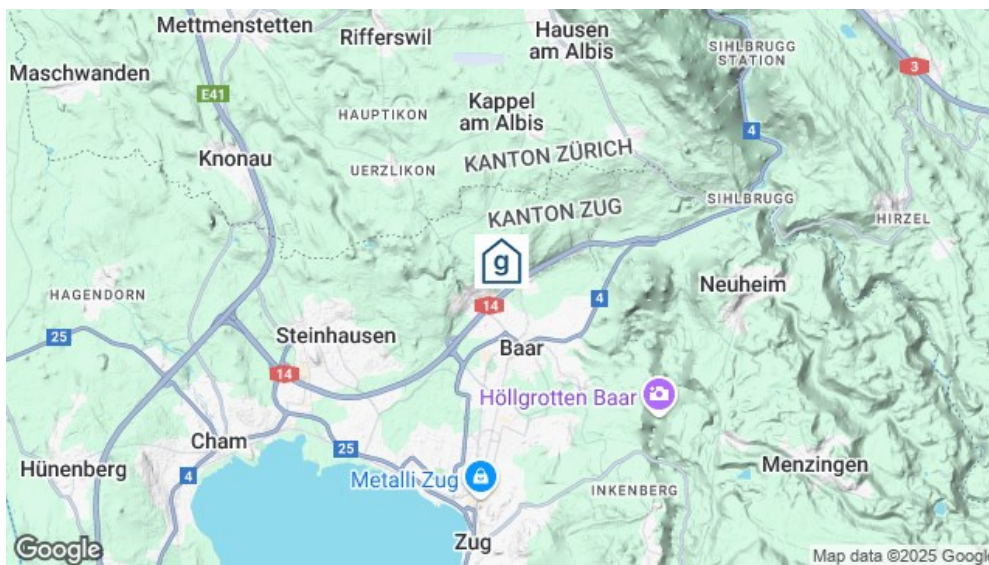 Mettmenstetten
Rifferswil
Hausen
am Albis
SIHLBRUGG
STATION
3
Maschwanden
E41
HAUPTIKON
Kappel
am Albis
4
Knonau
UERZLIKON
KANTON ZÜRICH
KANTON ZUG
SIHLBRUGG
HIRZEL
g
HAGENDORN
14
4
Neuheim
25
Steinhausen
Baar
14
Höllgrotten Baar
Cham
25
Hünenberg
4
Metalli Zug
INKENBERG
Menzingen
Zug
Google
Map data ©2025 Google